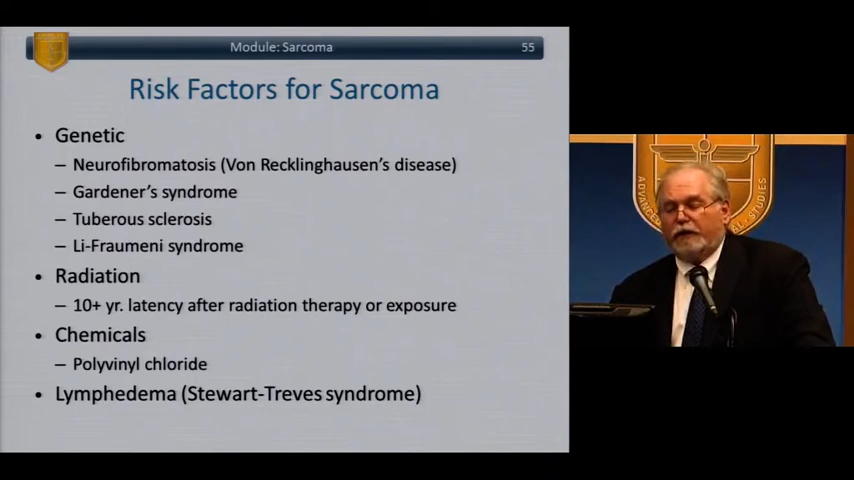 Module: Sarcoma
55
Risk Factors for Sarcoma
• Genetic
– Neurofibromatosis (Von Recklinghausen's disease)
– Gardener's syndrome
– Tuberous sclerosis
– Li-Fraumeni syndrome
• Radiation
– 10+ yr. latency after radiation therapy or exposure
• Chemicals
– Polyvinyl chloride
• Lymphedema (Stewart-Treves syndrome)
STUDIES